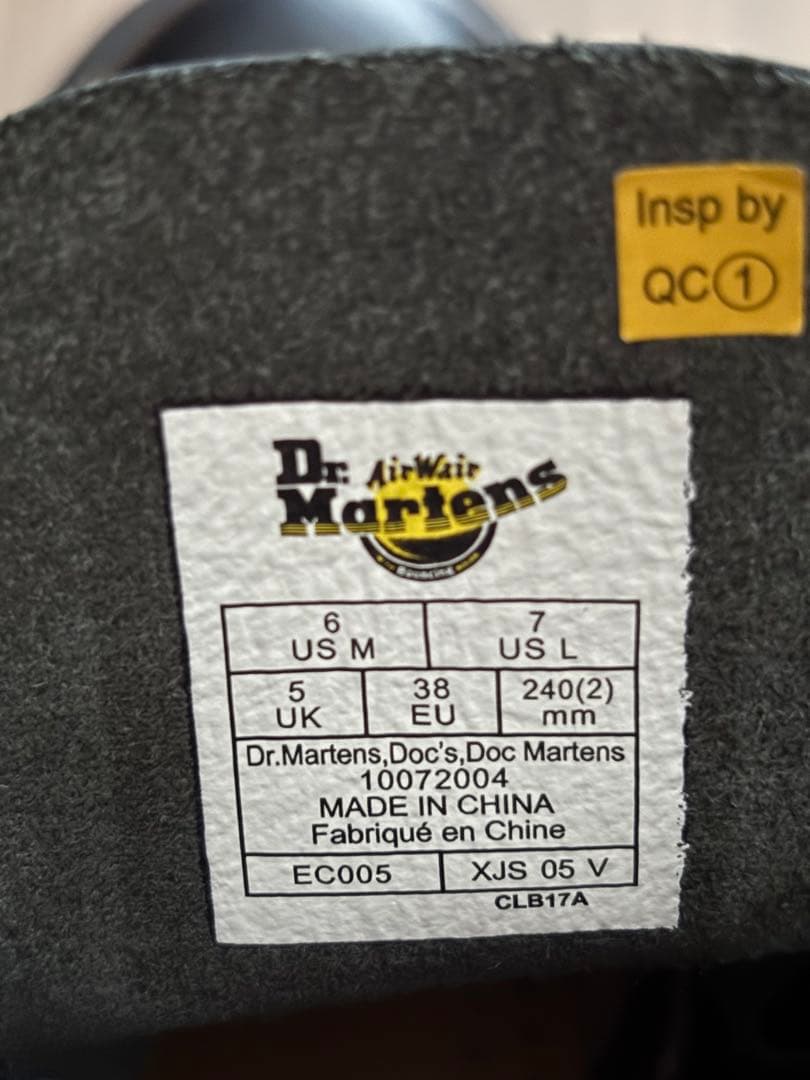 Insp by
QC①
Dr. AirWair
Martens
6
US M
7
US L
5
UK
38
EU
240(2)
mm
Dr.Martens,Doc's,Doc Martens
10072004
MADE IN CHINA
Fabriqué en Chine
EC005
XJS 05 V
CLB17A